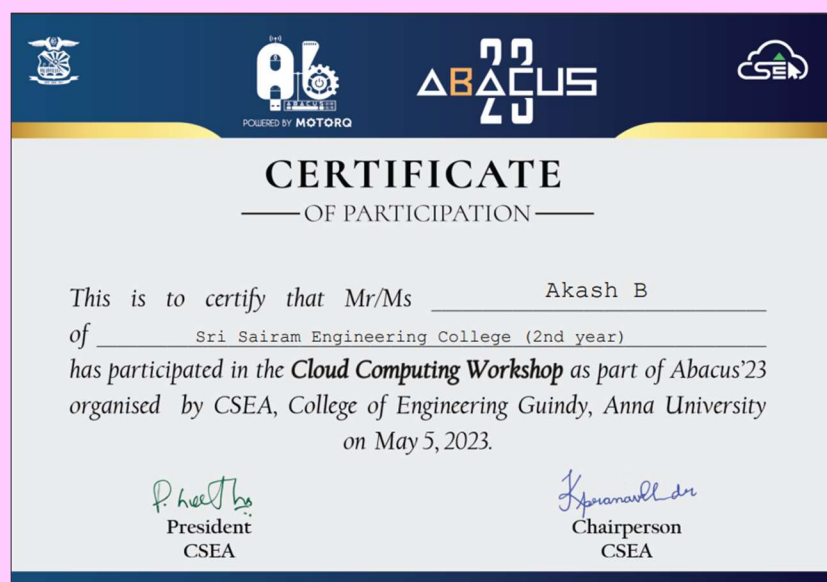 POWERED BY MOTORQ
ABACUS
23
CSEA
CERTIFICATE
OF PARTICIPATION
This is to certify that Mr/Ms Akash B
of Sri Sairam Engineering College (2nd year)
has participated in the Cloud Computing Workshop as part of Abacus'23
organised by CSEA, College of Engineering Guindy, Anna University
on May 5, 2023.
President
CSEA
Chairperson
CSEA